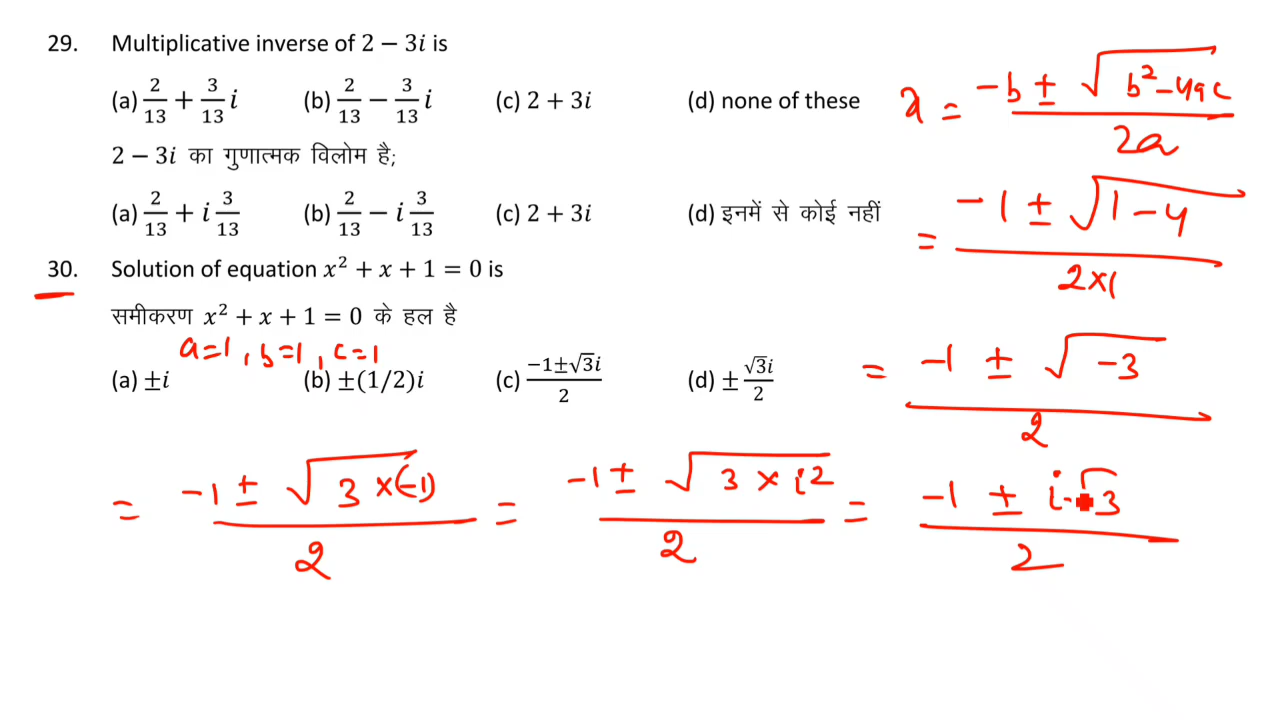 29. Multiplicative inverse of 2 − 3i is
(a) 2/13 + 3/13 i (b) 2/13 − 3/13 i (c) 2 + 3i (d) none of these
2 − 3i का गुणात्मक विलोम है;
(a) 2/13 + i 3/13 (b) 2/13 − i 3/13 (c) 2 + 3i (d) इनमें से कोई नहीं
30. Solution of equation x² + x + 1 = 0 is
समीकरण x² + x + 1 = 0 के हल है
a=1, b=1, c=1
(a) ±i (b) ±(1/2)i (c) (−1±√3i)/2 (d) ± √3i/2
x = (-b ± √(b²-4ac))/2a
= (-1 ± √(1-4))/(2×1)
= (-1 ± √-3)/2
= (-1 ± √(3×(-1)))/2 = (-1 ± √(3×i²))/2 = (-1 ± i·√3)/2